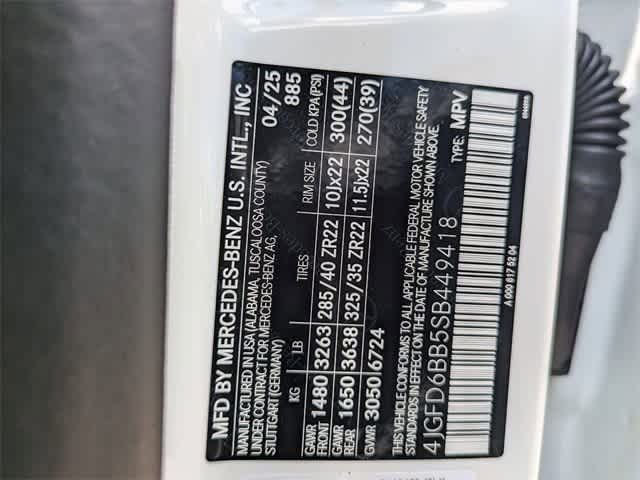 MFD BY MERCEDES-BENZ U.S. INTL., INC
MANUFACTURED IN USA (ALABAMA, TUSCALOOSA COUNTY) 04/25
UNDER CONTRACT FOR MERCEDES-BENZ AG, 885
STUTTGART (GERMANY)
KG LB TIRES RIM SIZE COLD KPA(PSI)
GAWR FRONT 1480 3263 285/40 ZR22 10Jx22 300(44)
GAWR REAR 1650 3638 325/35 ZR22 11.5Jx22 270(39)
GVWR 3050 6724
THIS VEHICLE CONFORMS TO ALL APPLICABLE FEDERAL MOTOR VEHICLE SAFETY
STANDARDS IN EFFECT ON THE DATE OF MANUFACTURE SHOWN ABOVE.
4JGFD6BB5SB449418 TYPE: MPV
A 000 817 52 04